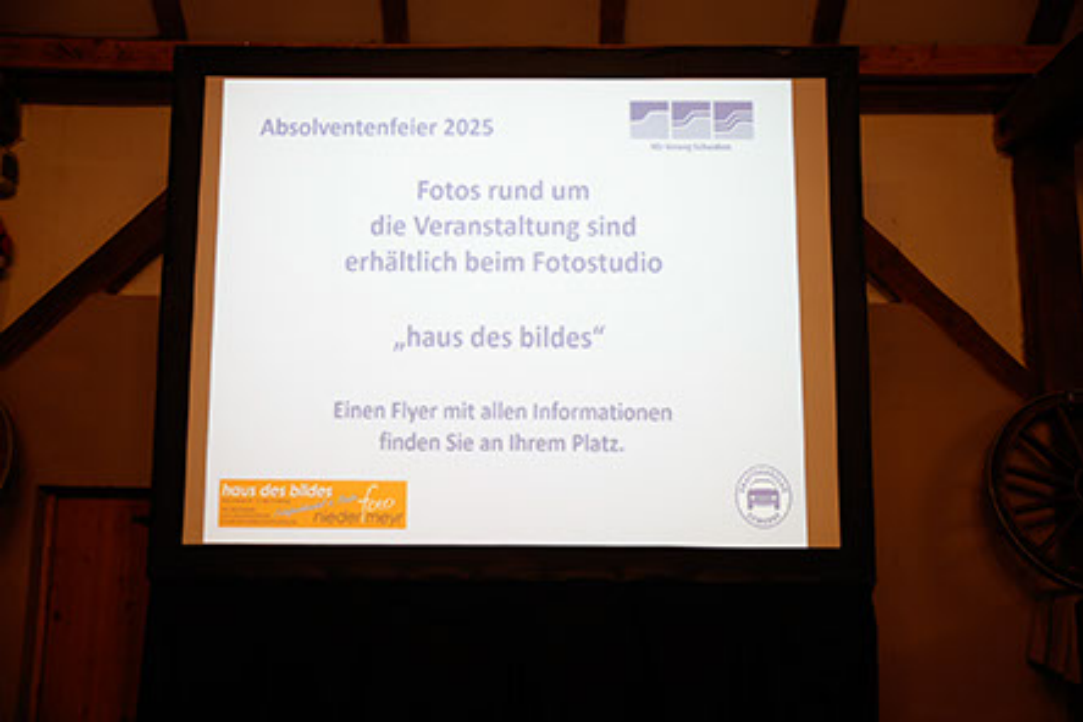 Absolventenfeier 2025
Fotos rund um
die Veranstaltung sind
erhältlich beim Fotostudio
„haus des bildes“
Einen Flyer mit allen Informationen
finden Sie an Ihrem Platz.
haus des bildes
foto
niedermeyr